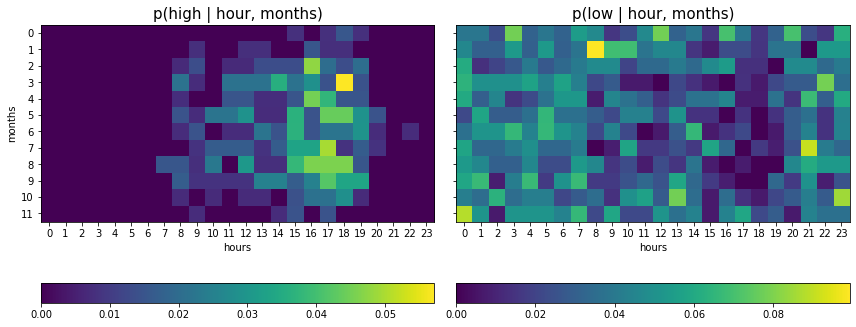 p(high | hour, months)
p(low | hour, months)
months
0
1
2
3
4
5
6
7
8
9
10
11
0 1 2 3 4 5 6 7 8 9 10 11 12 13 14 15 16 17 18 19 20 21 22 23
0 1 2 3 4 5 6 7 8 9 10 11 12 13 14 15 16 17 18 19 20 21 22 23
hours
hours
0.00 0.01 0.02 0.03 0.04 0.05
0.00 0.02 0.04 0.06 0.08